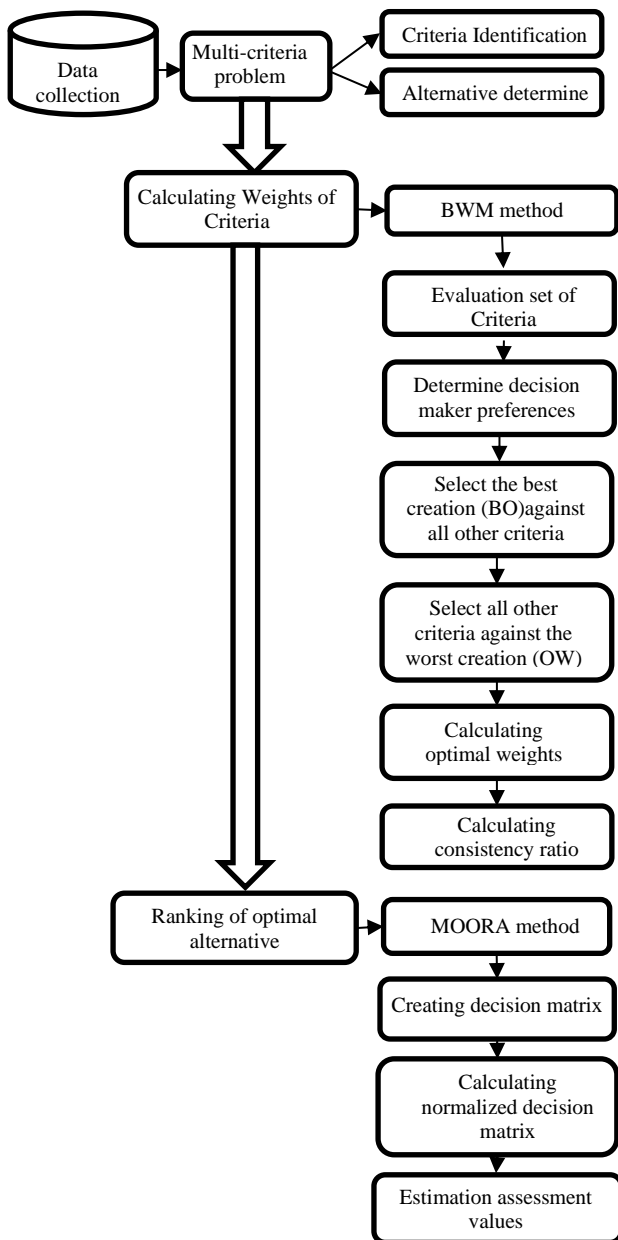 Data
collection
Multi-criteria
problem
Criteria Identification
Alternative determine
Calculating Weights of
Criteria
BWM method
Evaluation set of
Criteria
Determine decision
maker preferences
Select the best
creation (BO)against
all other criteria
Select all other
criteria against the
worst creation (OW)
Calculating
optimal weights
Calculating
consistency ratio
Ranking of optimal
alternative
MOORA method
Creating decision matrix
Calculating
normalized decision
matrix
Estimation assessment
values